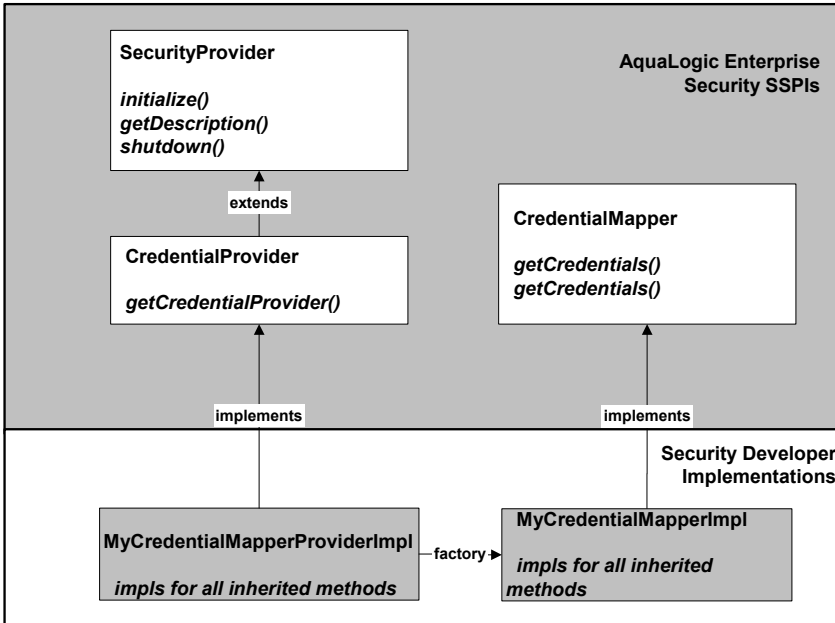 SecurityProvider
initialize()
getDescription()
shutdown()
AquaLogic Enterprise
Security SSPIs
extends
CredentialProvider
getCredentialProvider()
CredentialMapper
getCredentials()
getCredentials()
implements
implements
Security Developer
Implementations
MyCredentialMapperProviderImpl
impls for all inherited methods
factory
MyCredentialMapperImpl
impls for all inherited
methods